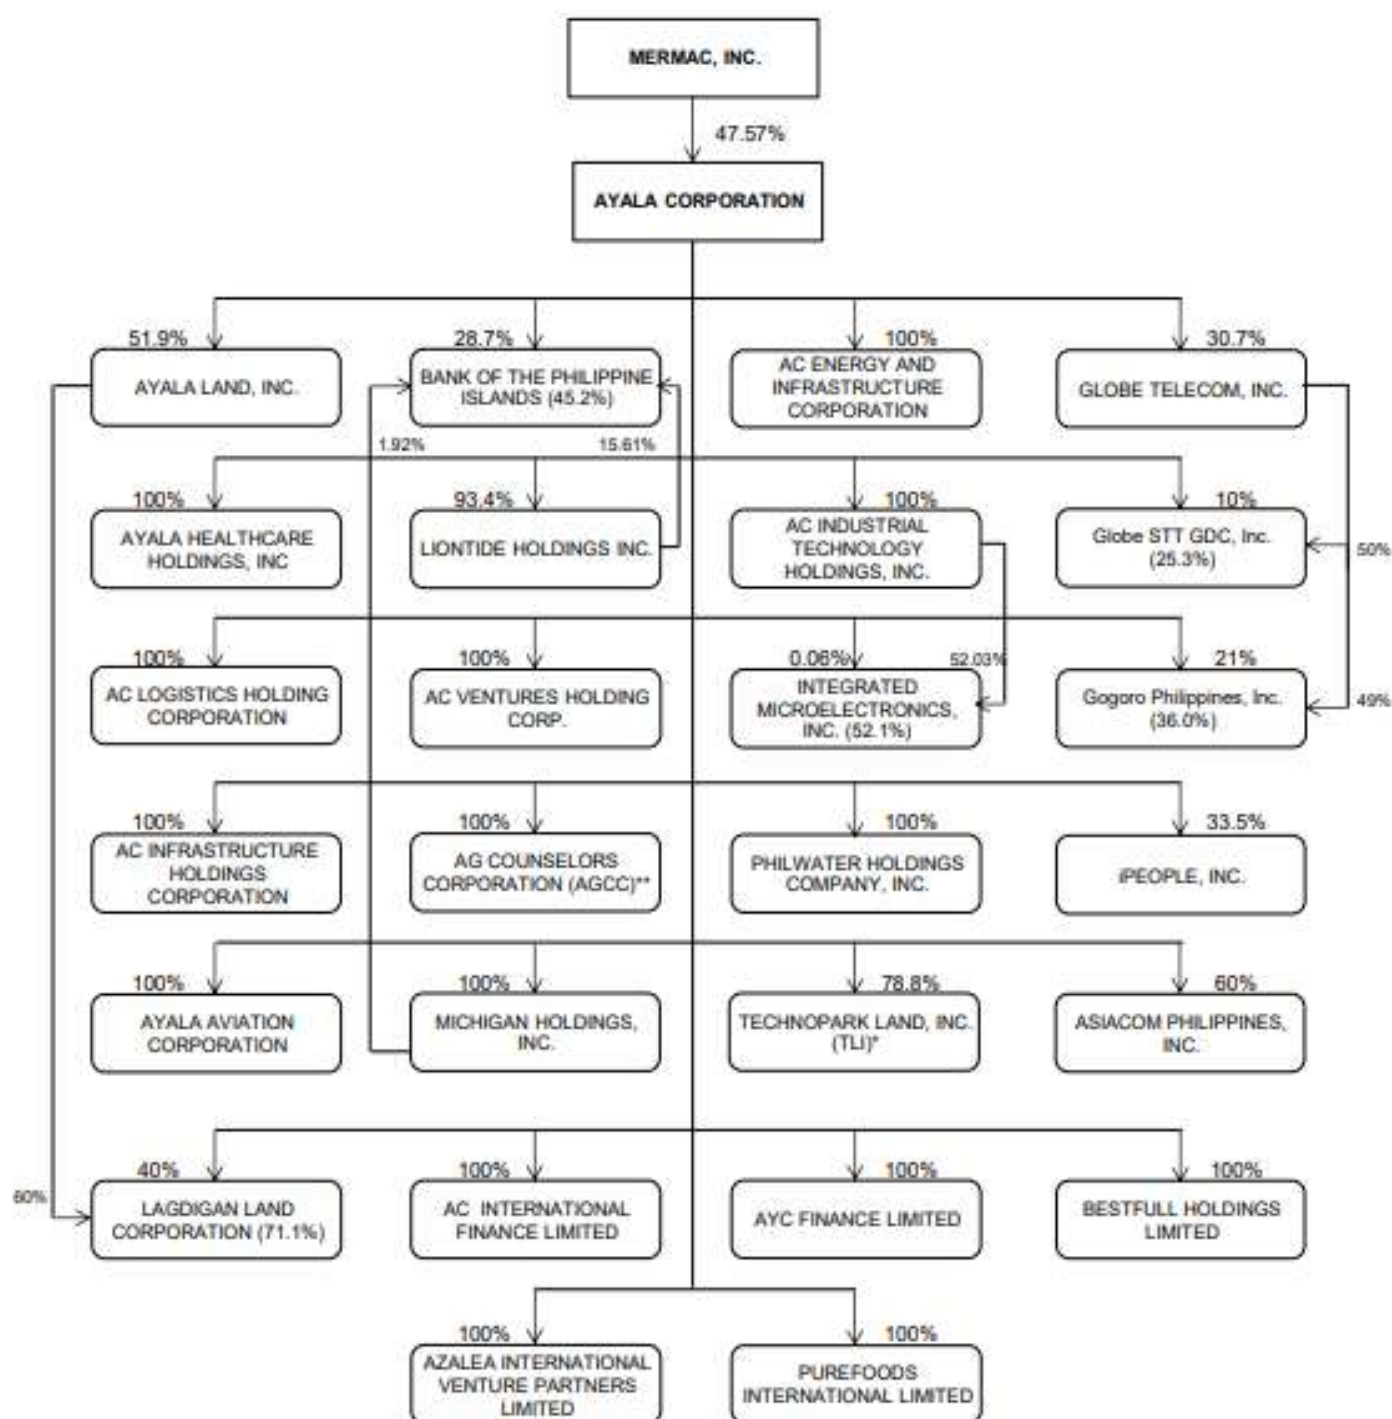 MERMAC, INC.
47.57%
AYALA CORPORATION
51.9%
28.7%
100%
30.7%
AYALA LAND, INC.
BANK OF THE PHILIPPINE
ISLANDS (45.2%)
AC ENERGY AND
INFRASTRUCTURE
CORPORATION
GLOBE TELECOM, INC.
1.92%
15.61%
100%
93.4%
100%
10%
AYALA HEALTHCARE
HOLDINGS, INC
LIONTIDE HOLDINGS INC.
AC INDUSTRIAL
TECHNOLOGY
HOLDINGS, INC.
Globe STT GDC, Inc.
(25.3%)
50%
100%
100%
0.06%
52.03%
21%
AC LOGISTICS HOLDING
CORPORATION
AC VENTURES HOLDING
CORP.
INTEGRATED
MICROELECTRONICS,
INC. (52.1%)
Gogoro Philippines, Inc.
(36.0%)
49%
100%
100%
100%
33.5%
AC INFRASTRUCTURE
HOLDINGS
CORPORATION
AG COUNSELORS
CORPORATION (AGCC)**
PHILWATER HOLDINGS
COMPANY, INC.
iPEOPLE, INC.
100%
100%
78.8%
60%
AYALA AVIATION
CORPORATION
MICHIGAN HOLDINGS,
INC.
TECHNOPARK LAND, INC.
(TLI)*
ASIACOM PHILIPPINES,
INC.
40%
100%
100%
100%
60%
LAGDIGAN LAND
CORPORATION (71.1%)
AC INTERNATIONAL
FINANCE LIMITED
AYC FINANCE LIMITED
BESTFULL HOLDINGS
LIMITED
100%
100%
AZALEA INTERNATIONAL
VENTURE PARTNERS
LIMITED
PUREFOODS
INTERNATIONAL LIMITED